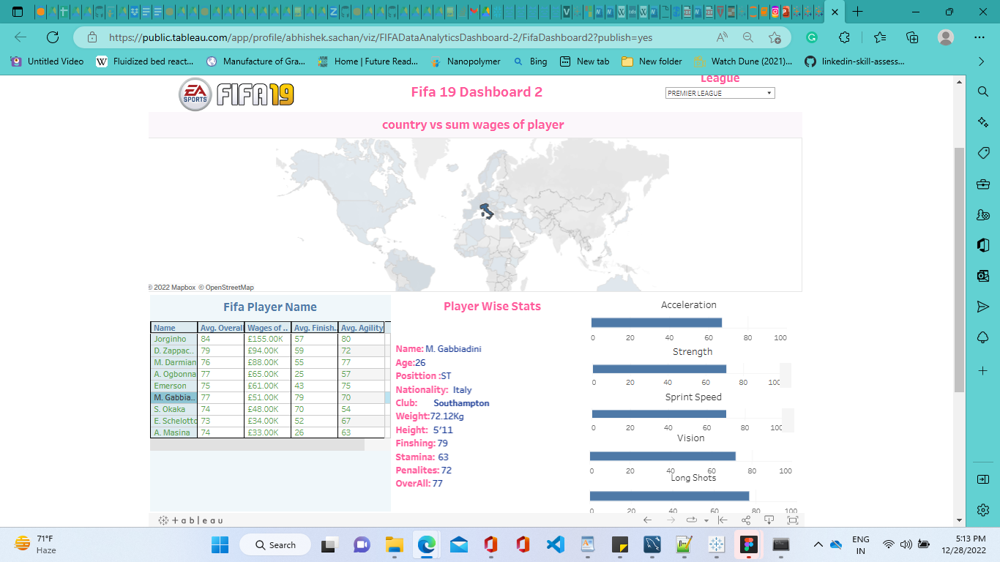 https://public.tableau.com/app/profile/abhishek.sachan/viz/FIFADataAnalyticsDashboard-2/FifaDashboard2?publish=yes
Untitled Video
Fluidized bed react...
Manufacture of Gra...
Home | Future Read...
Nanopolymer
Bing
New tab
New folder
Watch Dune (2021)...
linkedin-skill-assess...
EA SPORTS FIFA 19
Fifa 19 Dashboard 2
League
PREMIER LEAGUE
country vs sum wages of player
© 2022 Mapbox © OpenStreetMap
Fifa Player Name
Name Avg. Overall Wages of .. Avg. Finish.. Avg. Agility
Jorginho 84 £155.00K 57 80
D. Zappac.. 79 £94.00K 59 72
M. Darmian 76 £88.00K 55 77
A. Ogbonna 77 £65.00K 25 57
Emerson 75 £61.00K 43 75
M. Gabbia.. 77 £51.00K 79 70
S. Okaka 74 £48.00K 70 54
E. Schelotto 73 £34.00K 52 67
A. Masina 74 £33.00K 26 63
Player Wise Stats
Name: M. Gabbiadini
Age:26
Posittion :ST
Nationality: Italy
Club: Southampton
Weight:72.12Kg
Height: 5'11
Finshing: 79
Stamina: 63
Penalites: 72
OverAll: 77
Acceleration
0 20 40 60 80 100
Strength
0 20 40 60 80 100
Sprint Speed
0 20 40 60 80 100
Vision
0 20 40 60 80 100
Long Shots
0 20 40 60 80 100
+ a b l e a u
71°F
Haze
Search
ENG
IN
5:13 PM
12/28/2022